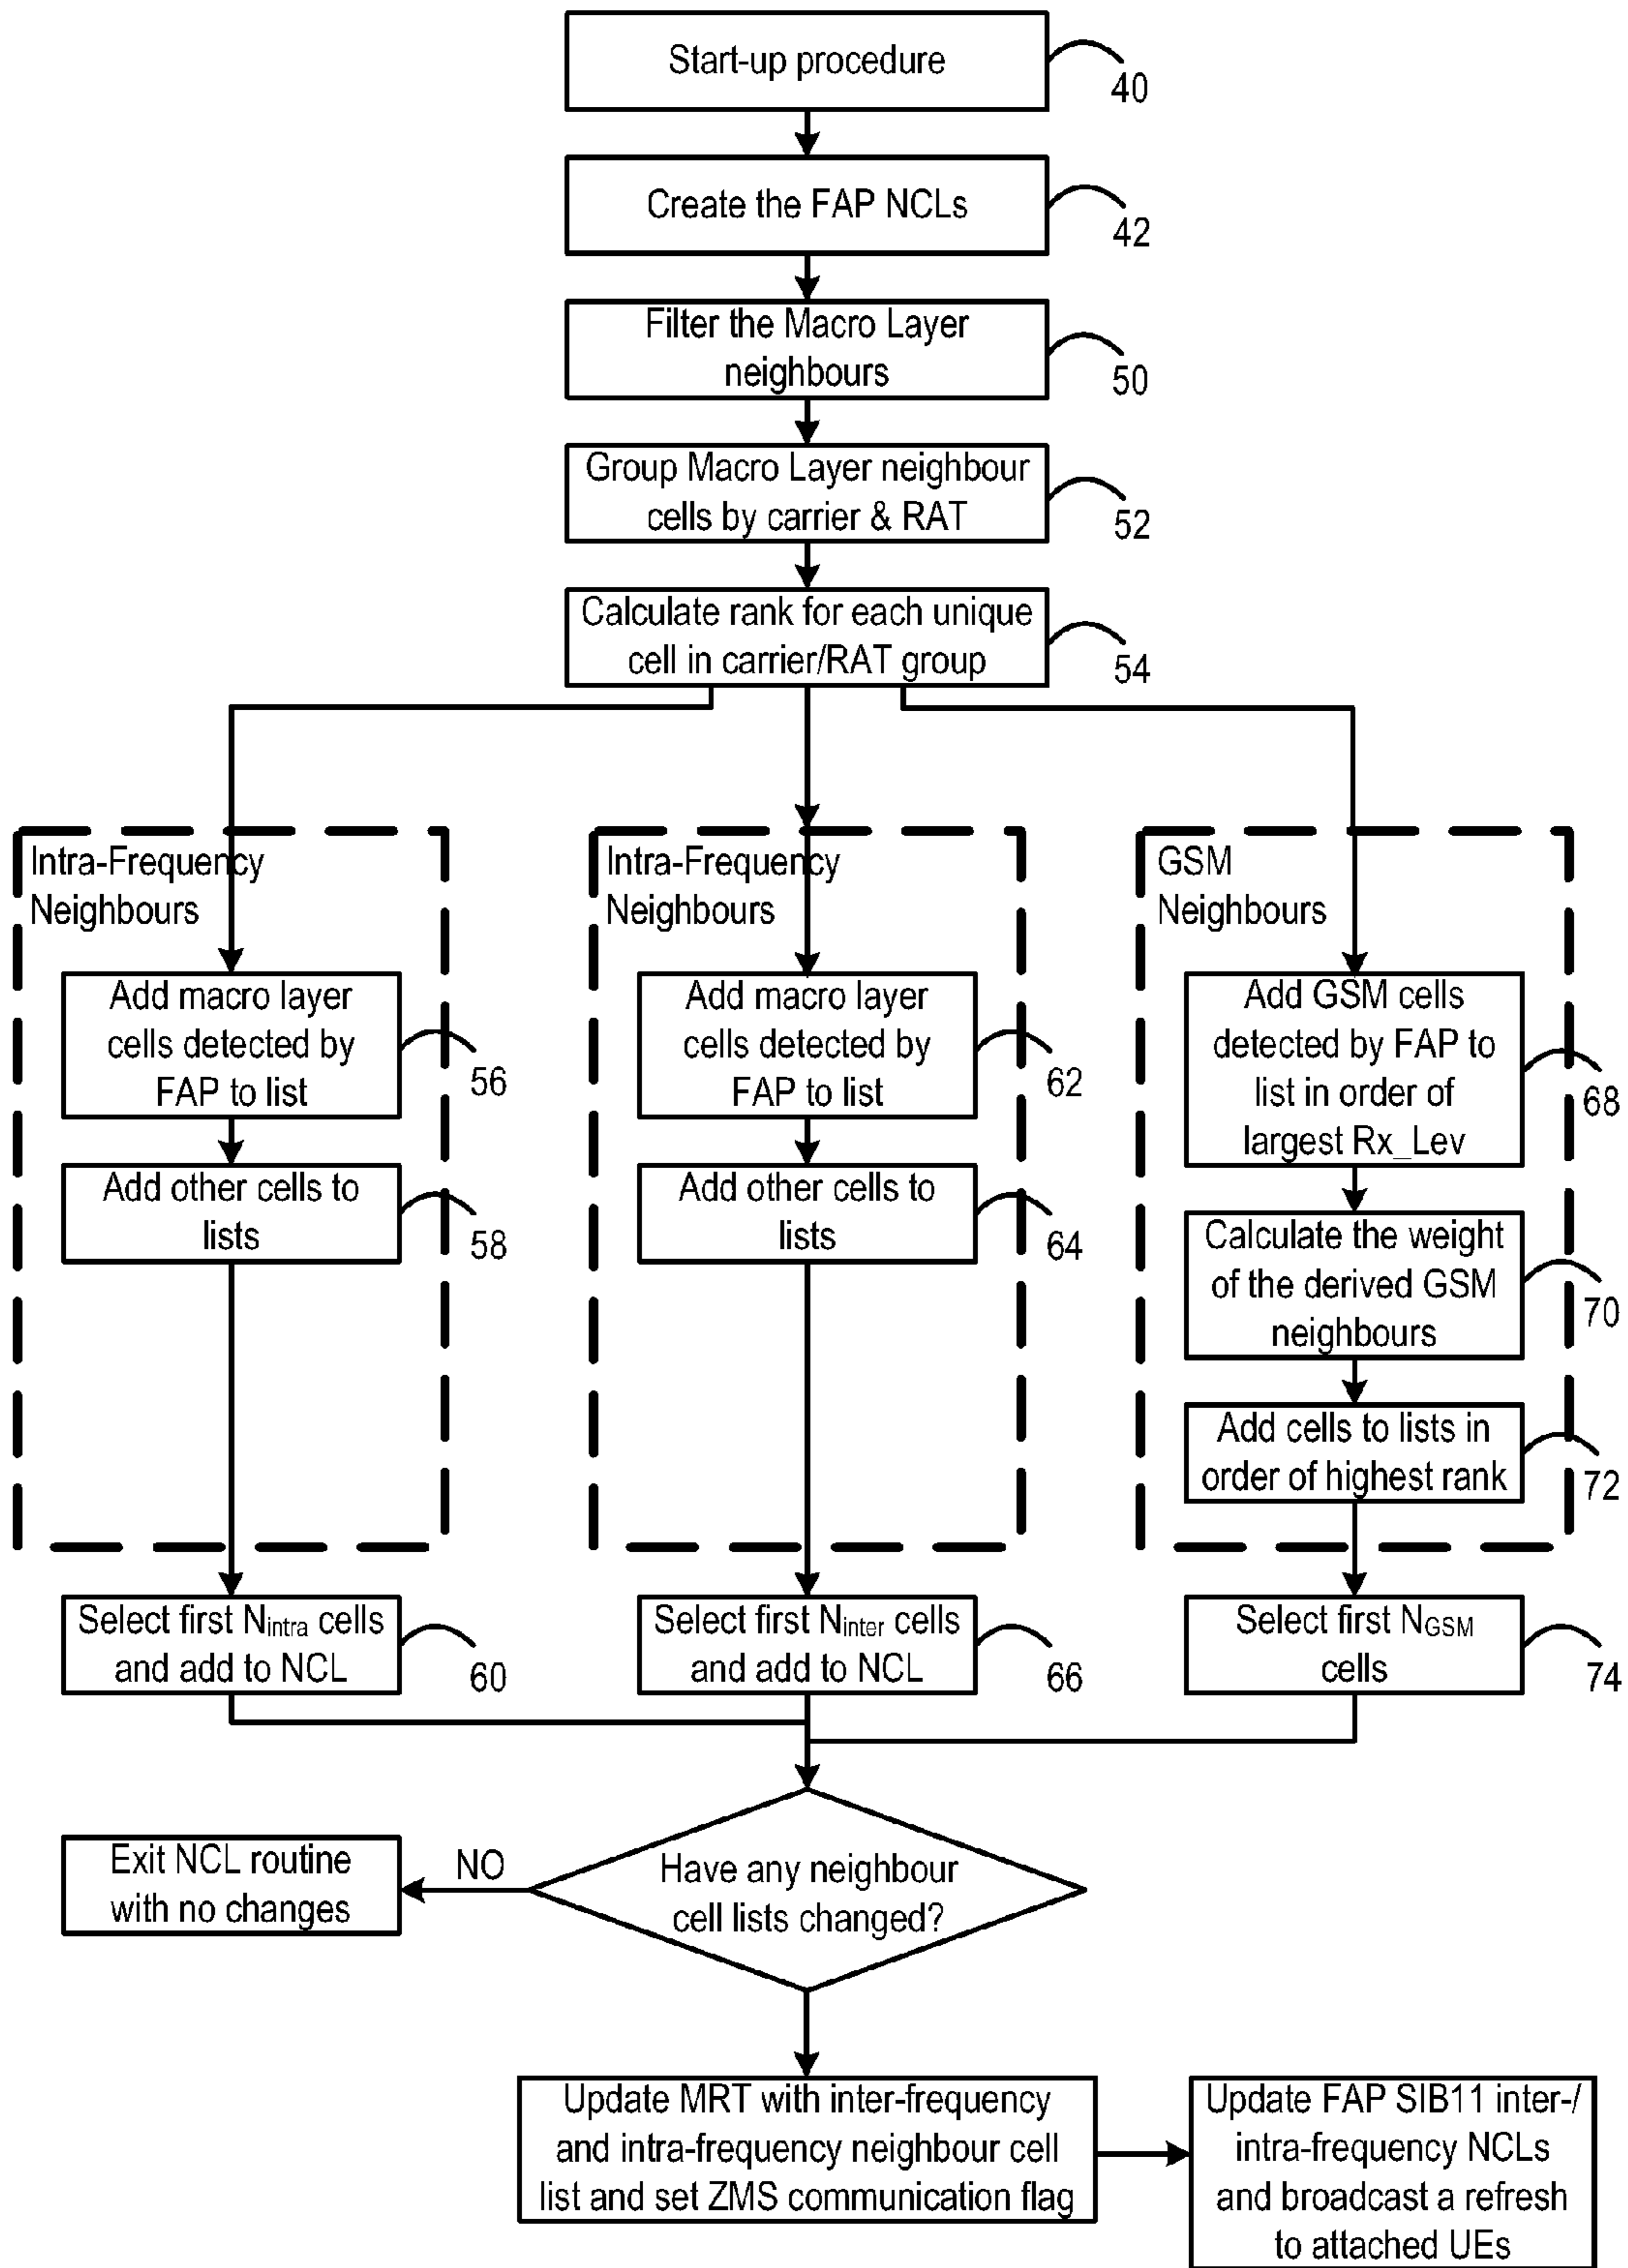 Start-up procedure
40
Create the FAP NCLs
42
Filter the Macro Layer
neighbours
50
Group Macro Layer neighbour
cells by carrier & RAT
52
Calculate rank for each unique
cell in carrier/RAT group
54
Intra-Frequency
Neighbours
Add macro layer
cells detected by
FAP to list
56
Add other cells to
lists
58
Select first Nintra cells
and add to NCL
60
Intra-Frequency
Neighbours
Add macro layer
cells detected by
FAP to list
62
Add other cells to
lists
64
Select first Ninter cells
and add to NCL
66
GSM
Neighbours
Add GSM cells
detected by FAP to
list in order of
largest Rx_Lev
68
Calculate the weight
of the derived GSM
neighbours
70
Add cells to lists in
order of highest rank
72
Select first NGSM
cells
74
Have any neighbour
cell lists changed?
NO
Exit NCL routine
with no changes
Update MRT with inter-frequency
and intra-frequency neighbour cell
list and set ZMS communication flag
Update FAP SIB11 inter-/
intra-frequency NCLs
and broadcast a refresh
to attached UEs